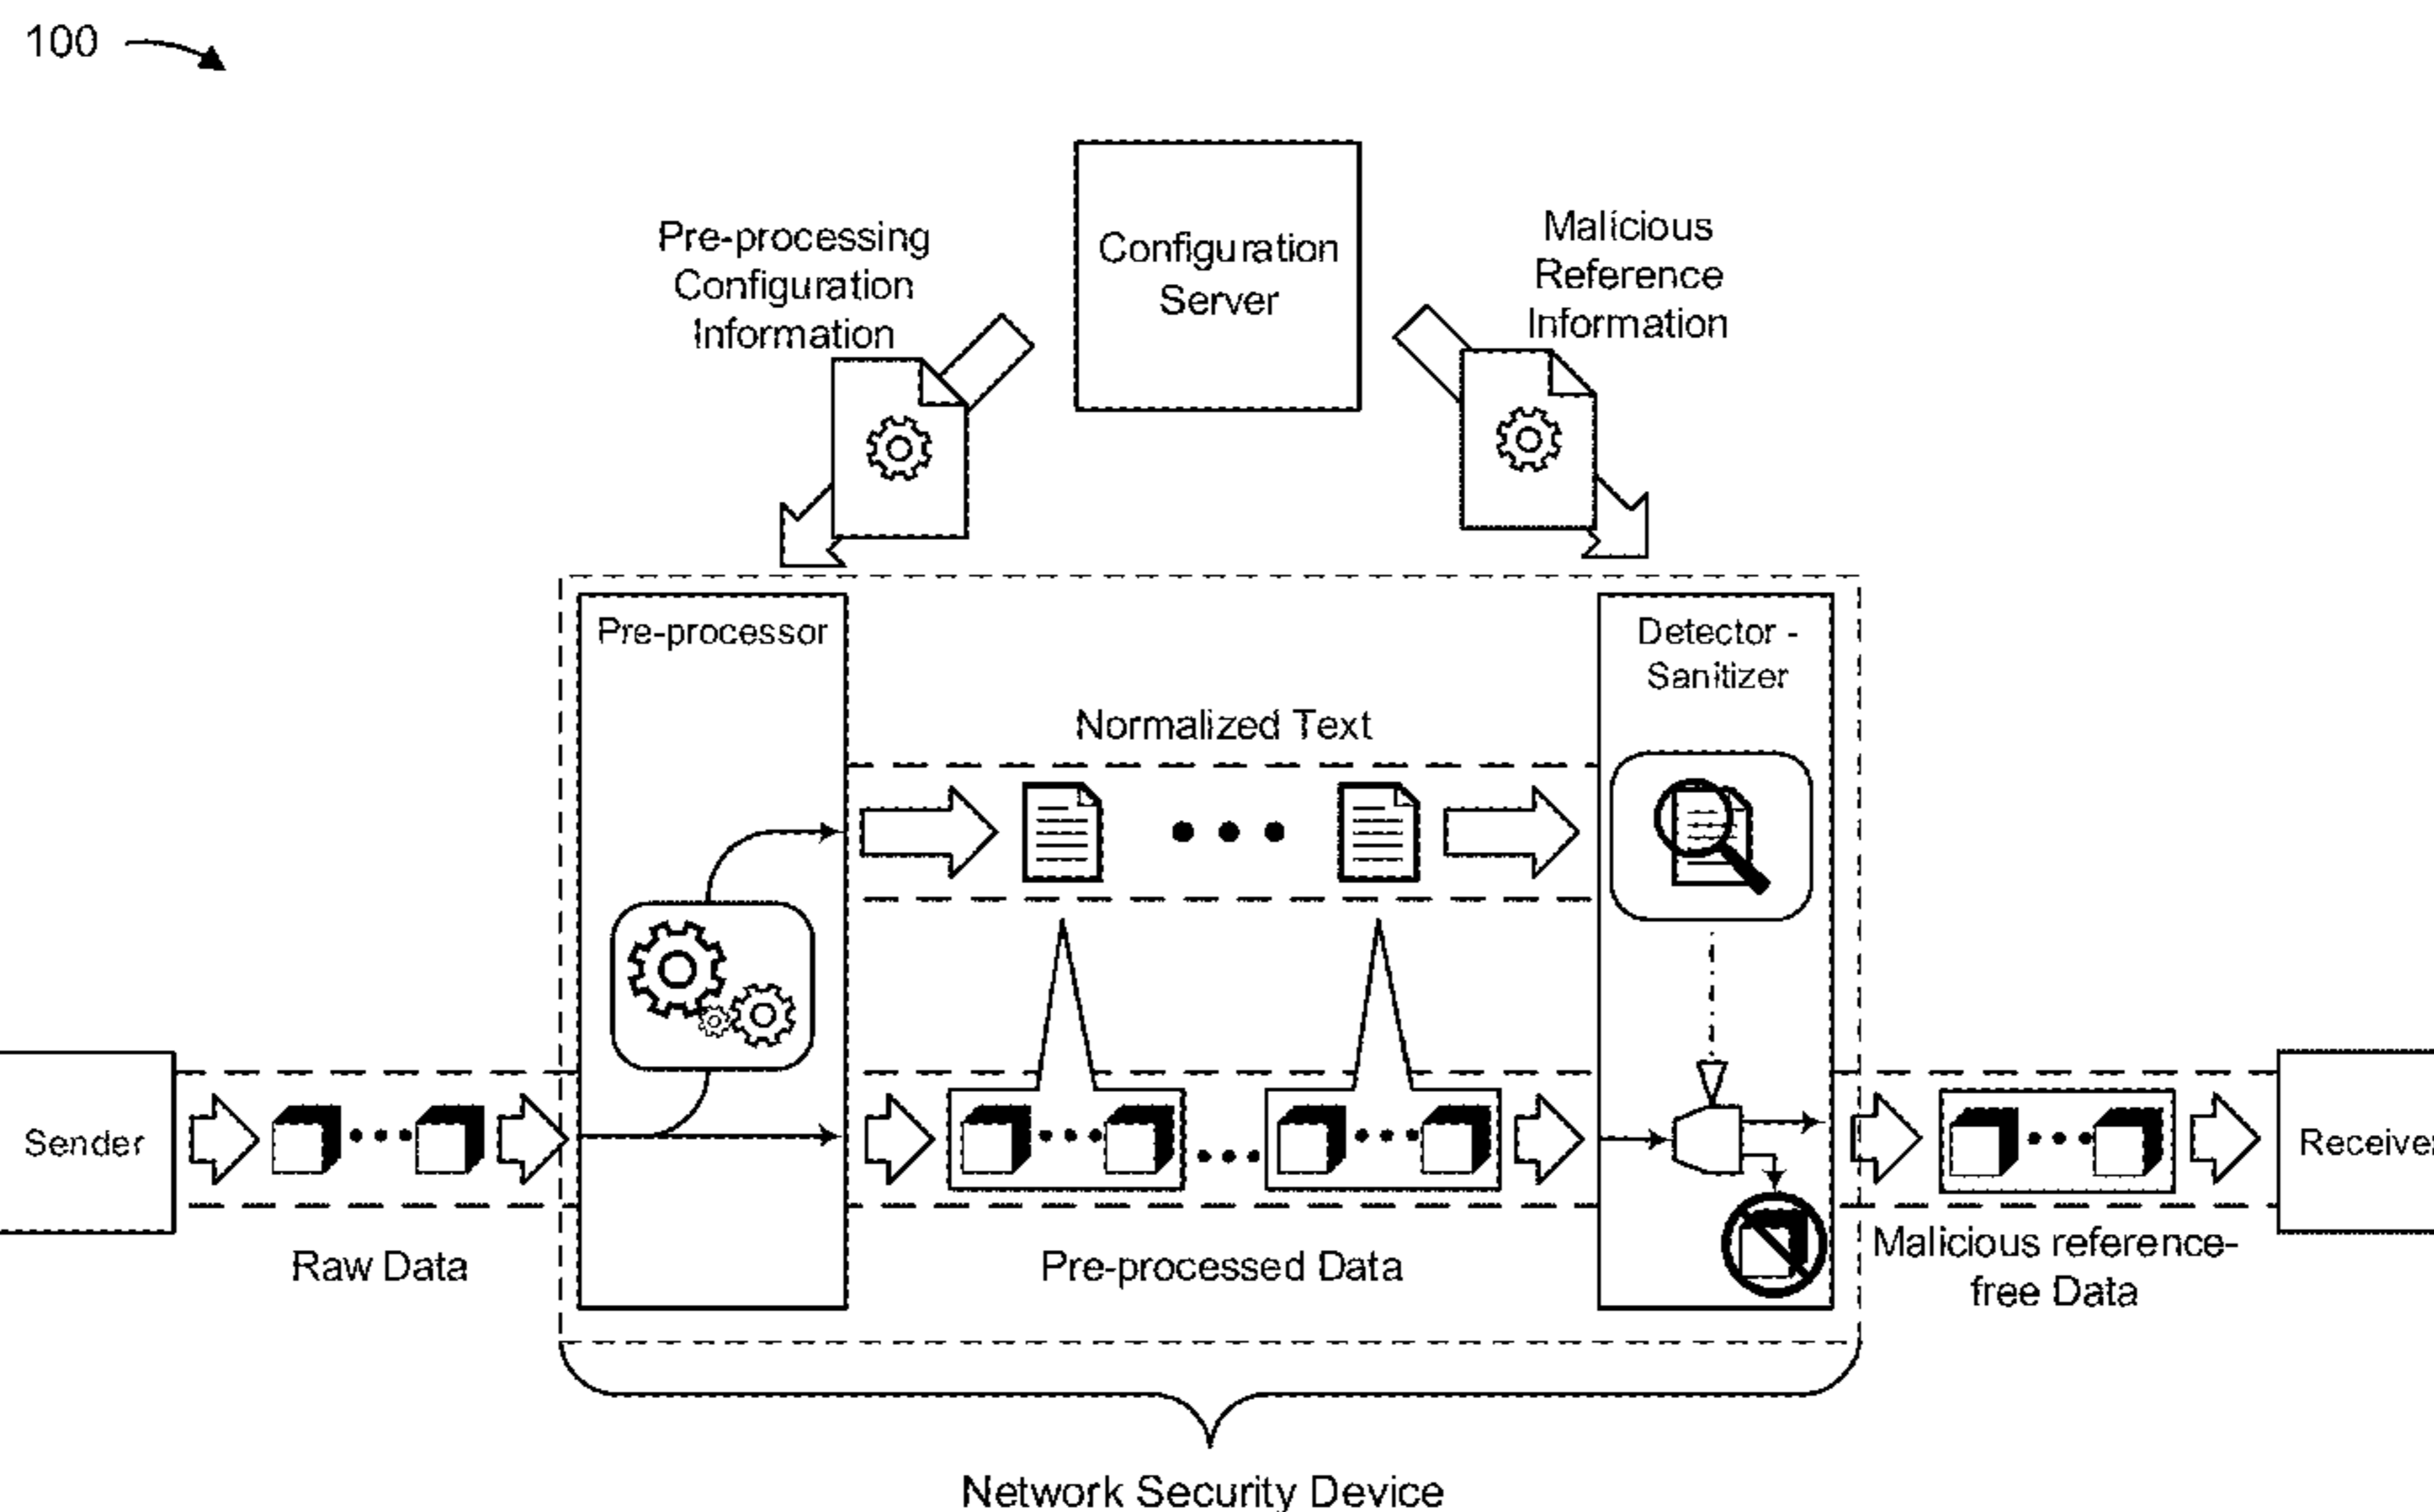 100
Pre-processing
Configuration
Information
Configuration
Server
Malicious
Reference
Information
Pre-processor
Detector -
Sanitizer
Normalized Text
Sender
Raw Data
Pre-processed Data
Malicious reference-
free Data
Network Security Device